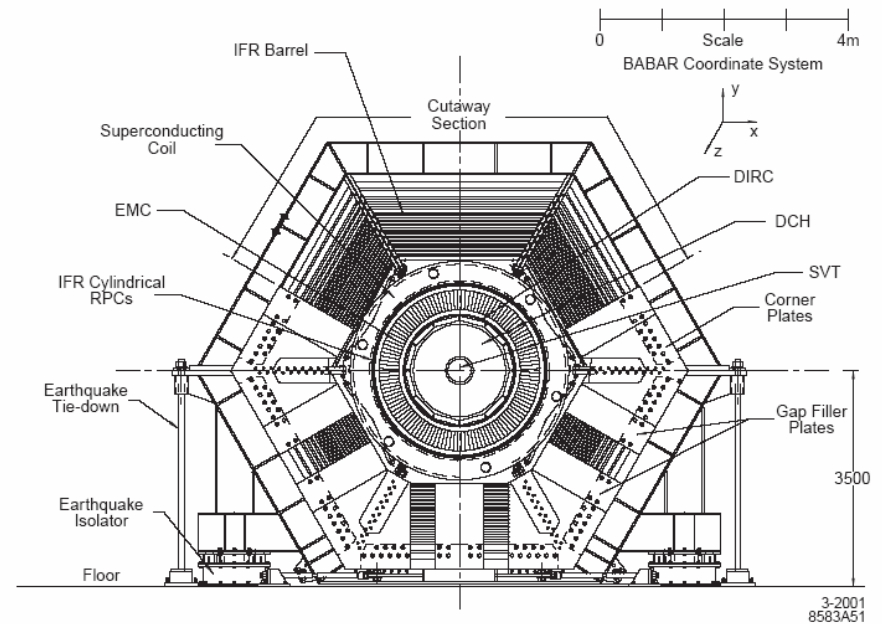 0
4m
Scale
BABAR Coordinate System
y
x
z
IFR Barrel
Cutaway
Section
Superconducting
Coil
DIRC
EMC
DCH
SVT
IFR Cylindrical
RPCs
Corner
Plates
Earthquake
Tie-down
Gap Filler
Plates
3500
Earthquake
Isolator
Floor
3-2001
8583A51